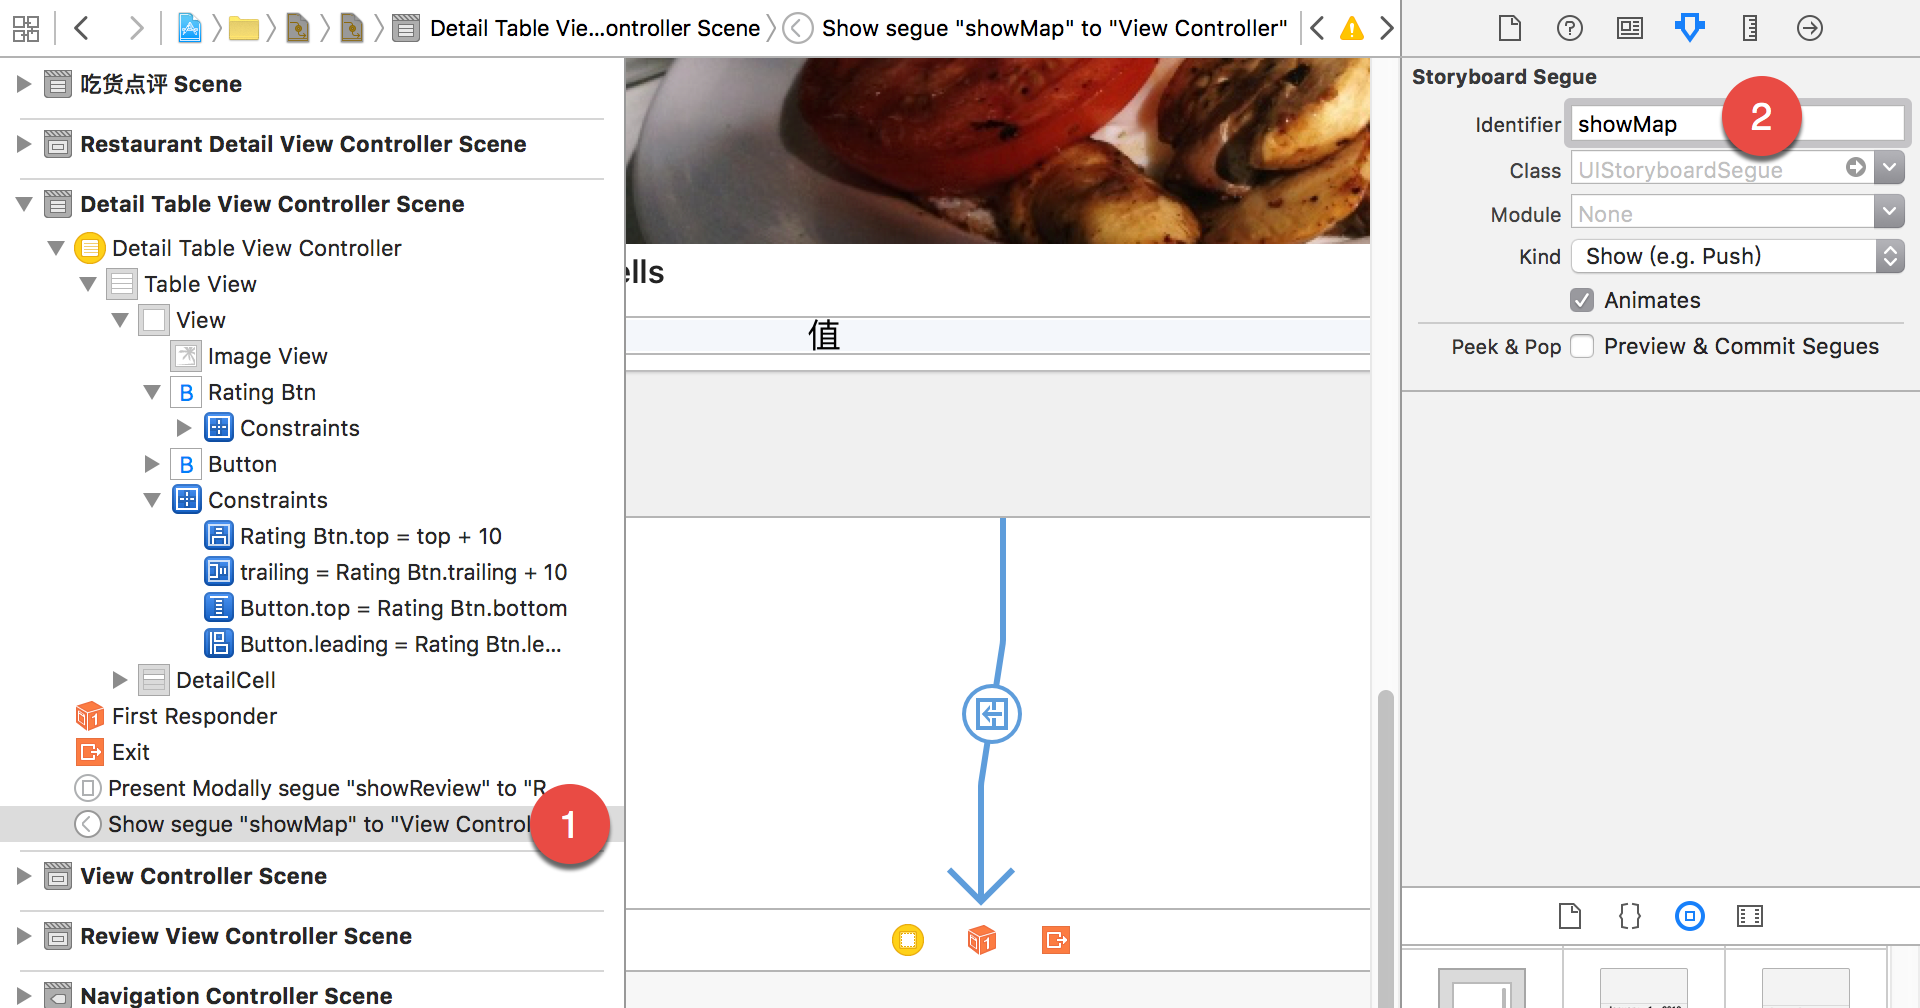 Detail Table Vie...ontroller Scene
Show segue "showMap" to "View Controller"
吃货点评 Scene
Restaurant Detail View Controller Scene
Detail Table View Controller Scene
Detail Table View Controller
Table View
View
Image View
B Rating Btn
Constraints
B Button
Constraints
Rating Btn.top = top + 10
trailing = Rating Btn.trailing + 10
Button.top = Rating Btn.bottom
Button.leading = Rating Btn.le...
DetailCell
1 First Responder
Exit
Present Modally segue "showReview" to "R
Show segue "showMap" to "View Control
1
View Controller Scene
Review View Controller Scene
Navigation Controller Scene
ells
值
1
Storyboard Segue
Identifier showMap
2
Class UIStoryboardSegue
Module None
Kind Show (e.g. Push)
Animates
Peek & Pop Preview & Commit Segues
{}